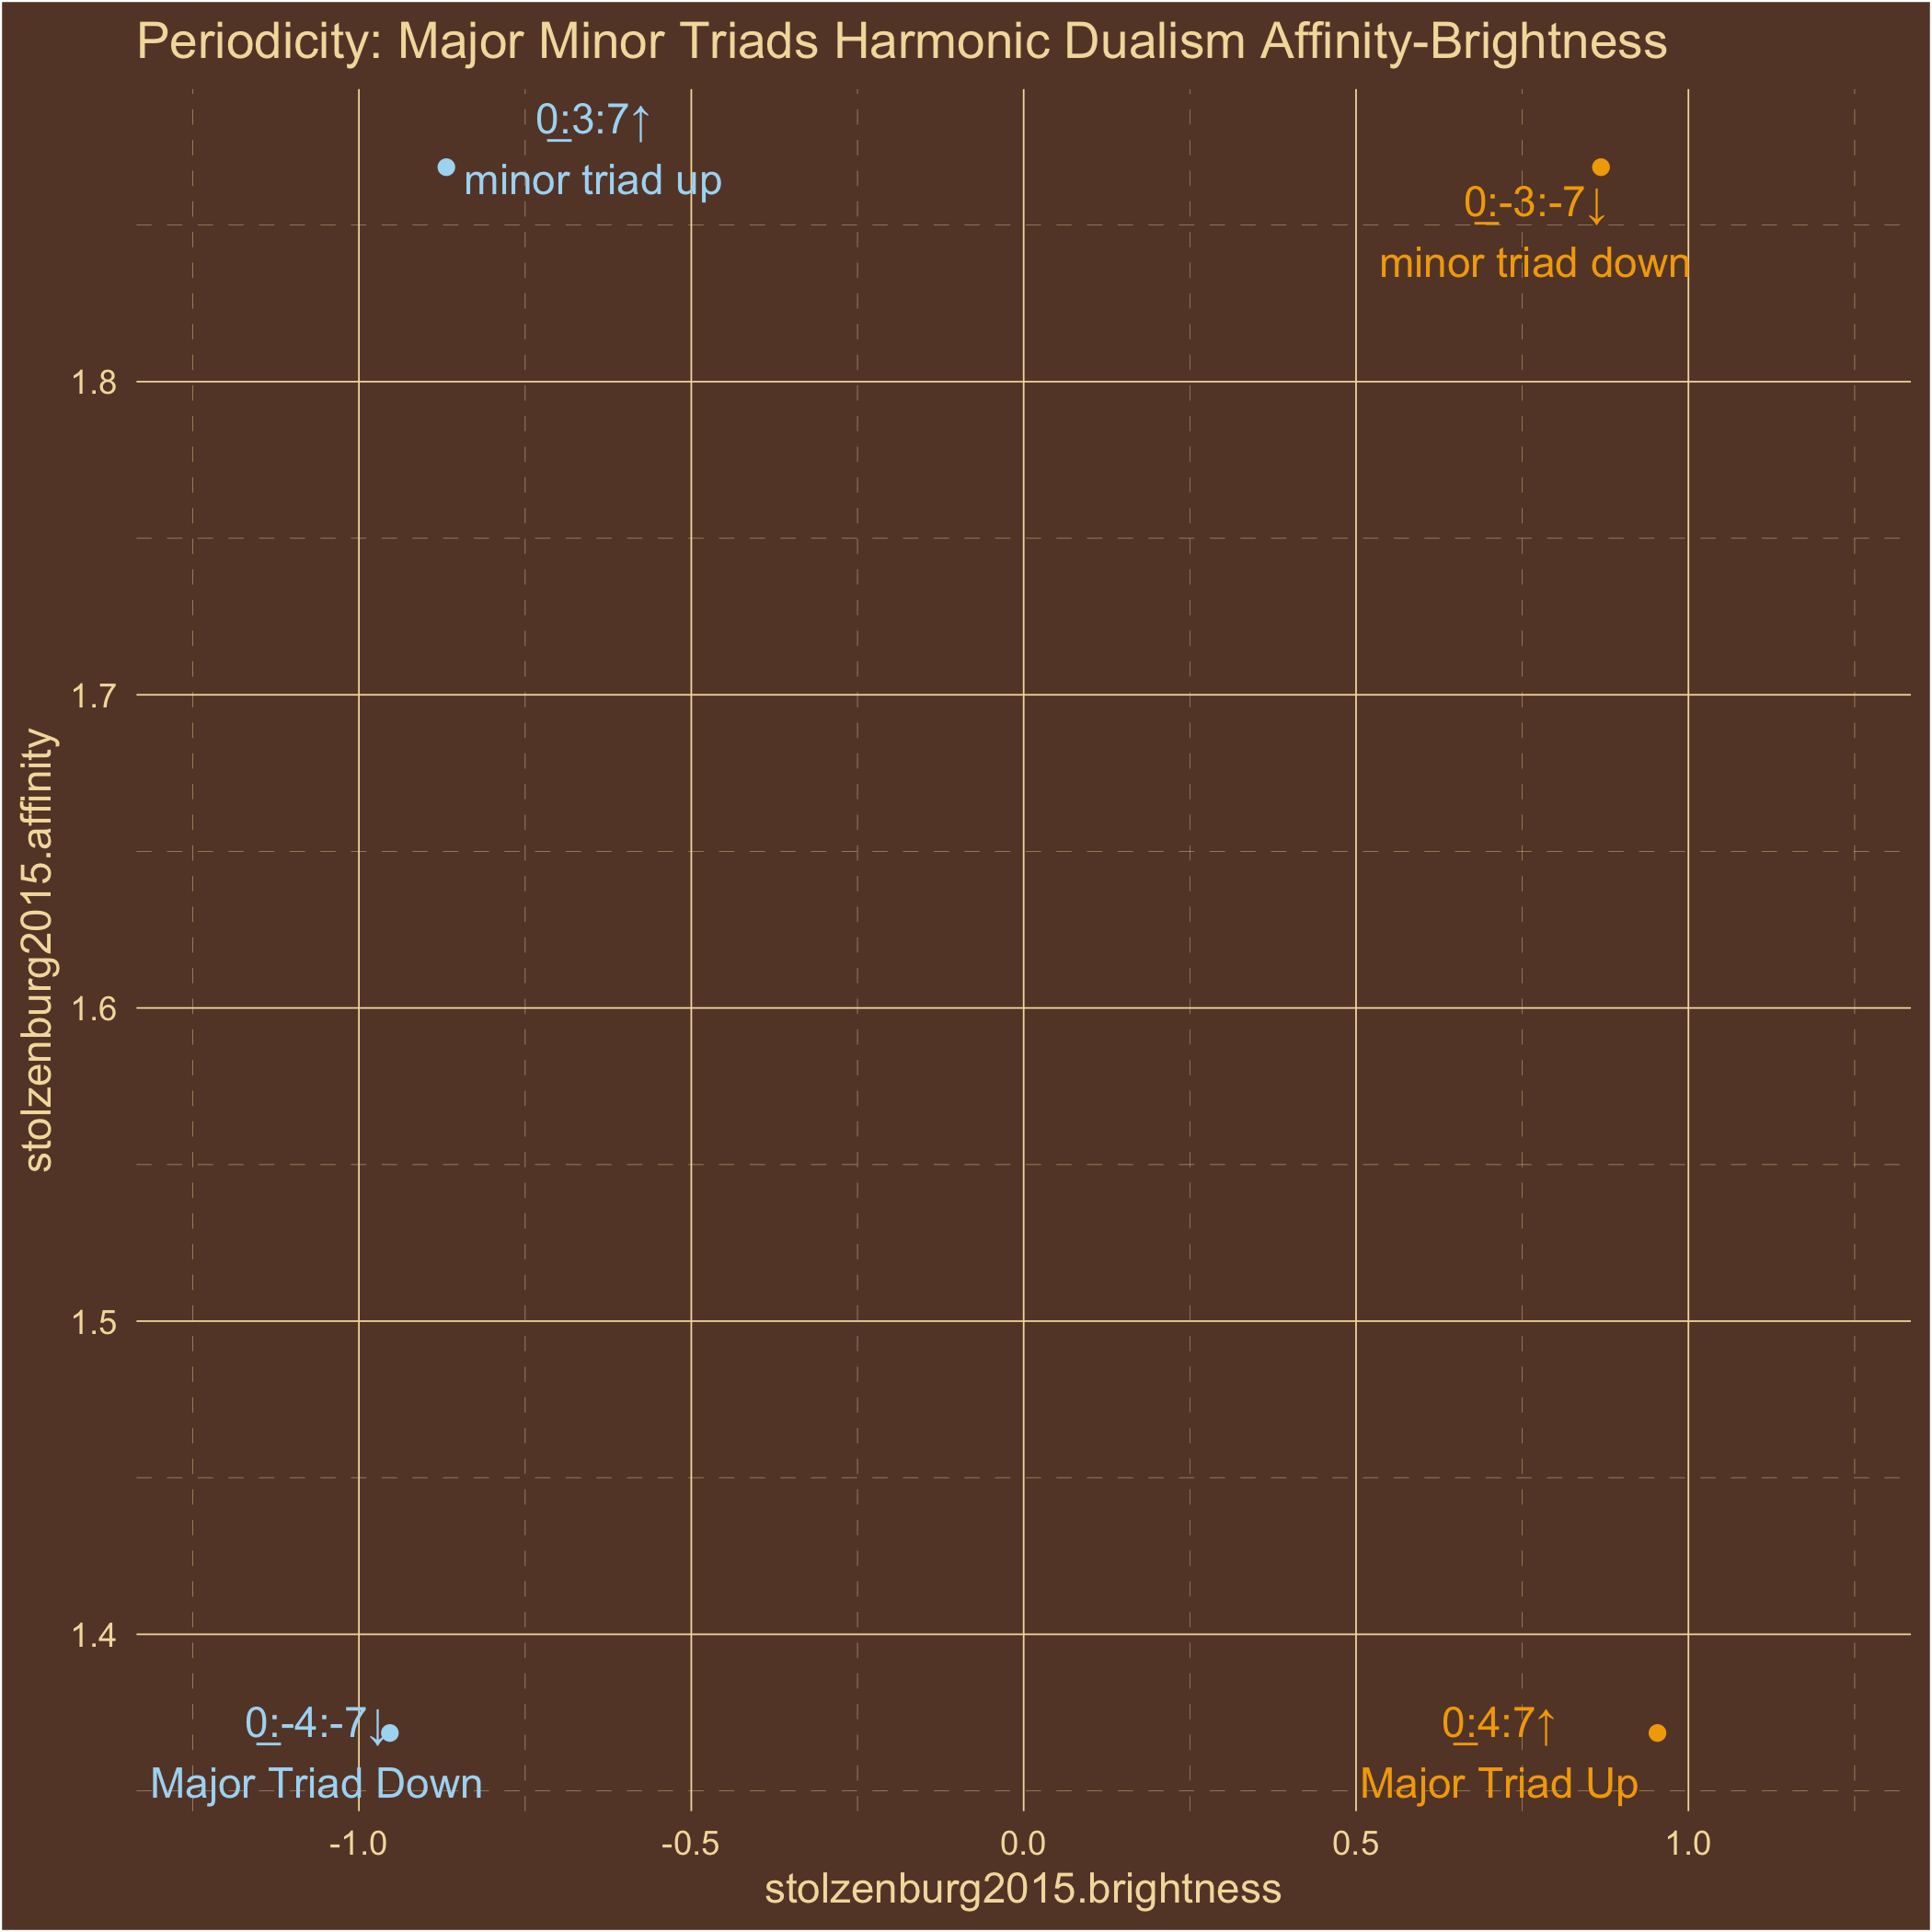 Periodicity: Major Minor Triads Harmonic Dualism Affinity-Brightness
0:3:7↑
minor triad up
0:-3:-7↓
minor triad down
1.8
1.7
1.6
1.5
1.4
stolzenburg2015.affinity
0:-4:-7↓
Major Triad Down
0:4:7↑
Major Triad Up
-1.0
-0.5
0.0
0.5
1.0
stolzenburg2015.brightness